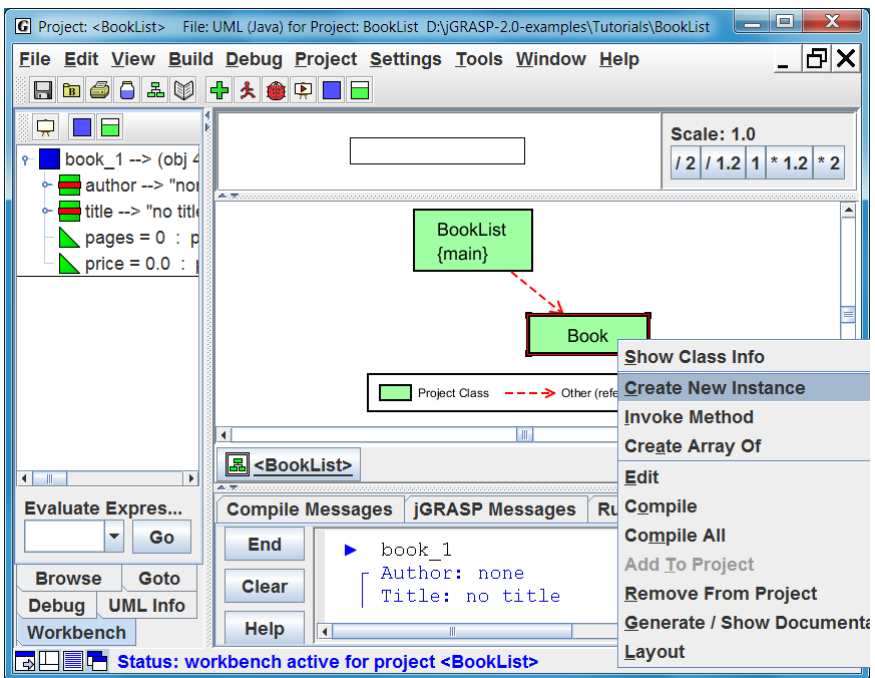 Project: <BookList> File: UML (Java) for Project: BookList D:\jGRASP-2.0-examples\Tutorials\BookList
File Edit View Build Debug Project Settings Tools Window Help
book_1 --> (obj 4
author --> "nor
title --> "no title
pages = 0 : p
price = 0.0 :
Scale: 1.0
/ 2 / 1.2 1 * 1.2 * 2
BookList
{main}
Book
Project Class Other (refe
Show Class Info
Create New Instance
Invoke Method
Create Array Of
Edit
Compile
Compile All
Add To Project
Remove From Project
Generate / Show Documenta
Layout
<BookList>
Evaluate Expres...
Go
Browse Goto
Debug UML Info
Workbench
Compile Messages jGRASP Messages Ru
End
Clear
Help
book_1
Author: none
Title: no title
Status: workbench active for project <BookList>